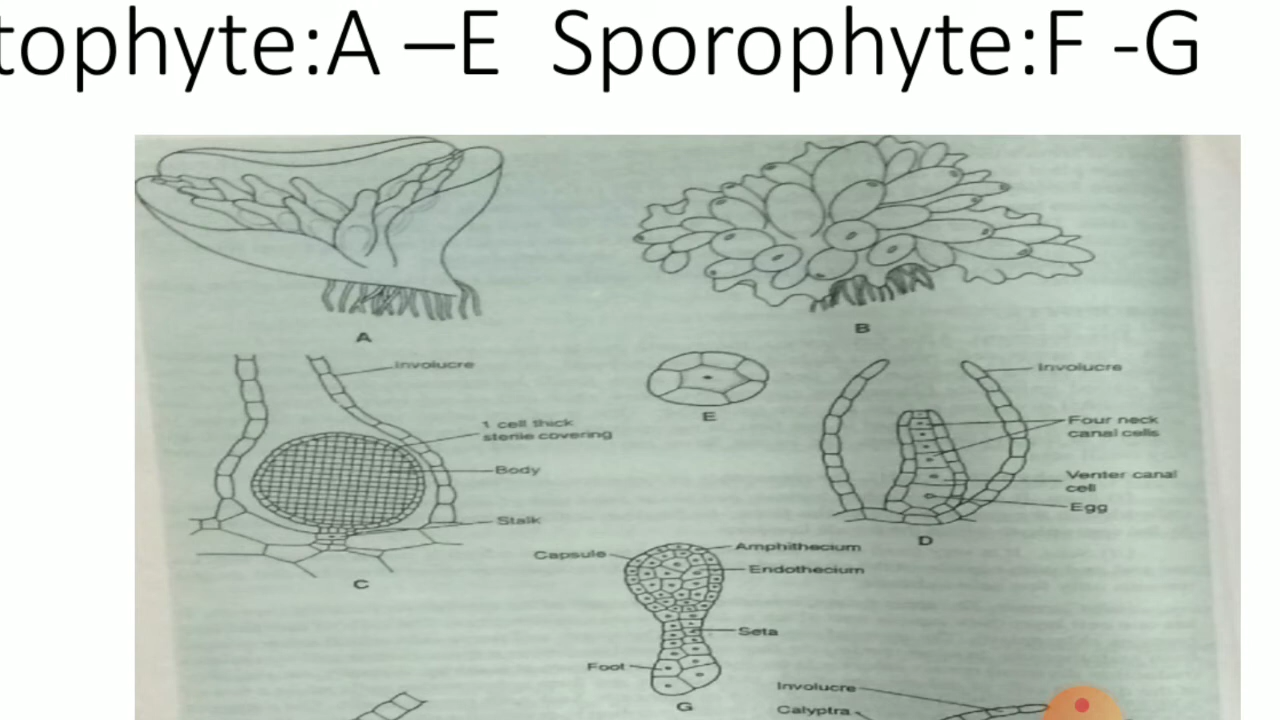 tophyte:A –E Sporophyte:F -G
A
B
Involucre
1 cell thick
sterile covering
Body
Stalk
C
E
Involucre
Four neck
canal cells
Venter canal
cell
Egg
D
Capsule
Amphithecium
Endothecium
Seta
Foot
G
Involucre
Calyptra